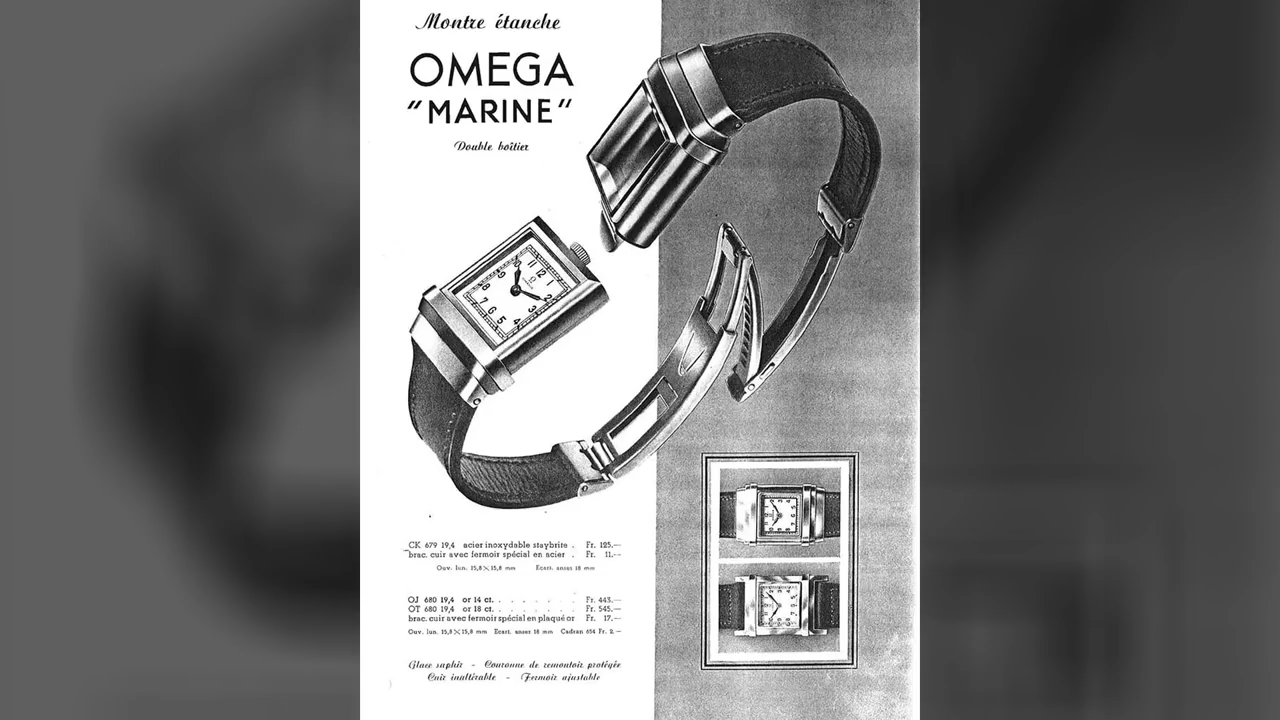 Montre étanche
OMEGA
"MARINE"
Double boîtier
CK 679 19,4 acier inoxydable staybrite . Fr. 125.—
brac. cuir avec fermoir spécial en acier . Fr. 11.—
Ouv. lun. 15,8×15,8 mm Ecart. anses 18 mm
OJ 680 19,4 or 14 ct. . . . . . . Fr. 443.—
OT 680 19,4 or 18 ct. . . . . . . Fr. 545.—
brac. cuir avec fermoir spécial en plaqué or Fr. 17.—
Ouv. lun. 15,8×15,8 mm Ecart. anses 18 mm Cadran 654 Fr. 2.—
Glace saphir - Couronne de remontoir protégée
Cuir inaltérable - Fermoir ajustable